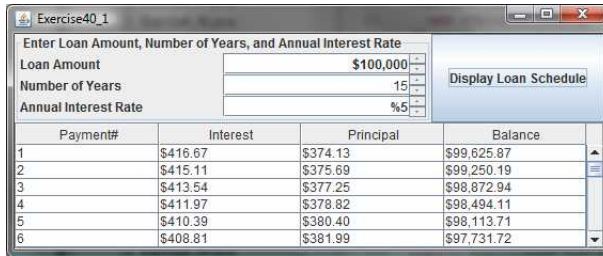 Exercise40_1
Enter Loan Amount, Number of Years, and Annual Interest Rate
Loan Amount $100,000
Number of Years 15
Annual Interest Rate %5
Display Loan Schedule
Payment# Interest Principal Balance
1 $416.67 $374.13 $99,625.87
2 $415.11 $375.69 $99,250.19
3 $413.54 $377.25 $98,872.94
4 $411.97 $378.82 $98,494.11
5 $410.39 $380.40 $98,113.71
6 $408.81 $381.99 $97,731.72